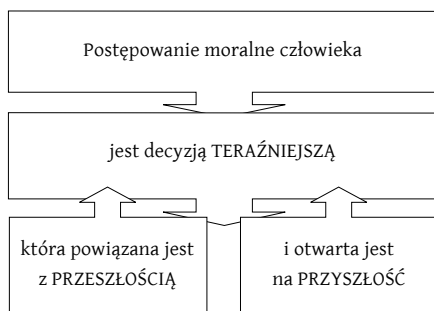 Postępowanie moralne człowieka
jest decyzją TERAŹNIEJSZĄ
która powiązana jest
z PRZESZŁOŚCIĄ
i otwarta jest
na PRZYSZŁOŚĆ